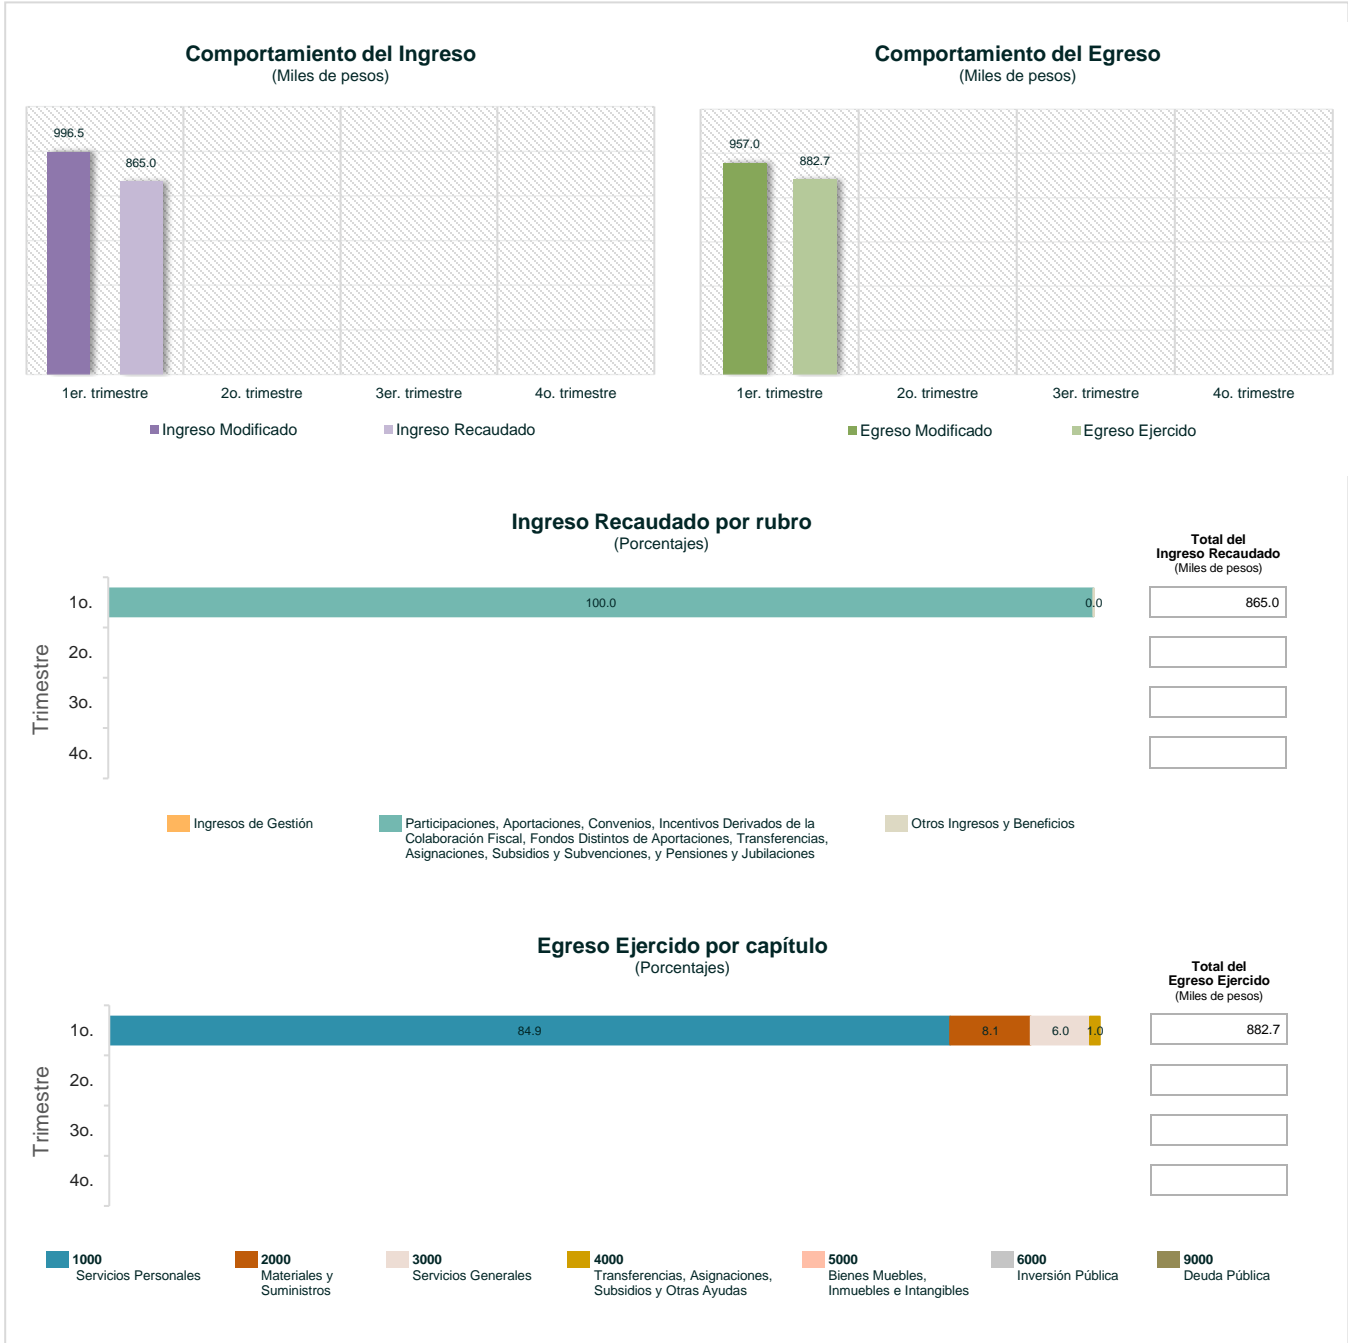 Comportamiento del Ingreso
(Miles de pesos)
996.5
865.0
1er. trimestre
2o. trimestre
3er. trimestre
4o. trimestre
Ingreso Modificado
Ingreso Recaudado
Comportamiento del Egreso
(Miles de pesos)
957.0
882.7
1er. trimestre
2o. trimestre
3er. trimestre
4o. trimestre
Egreso Modificado
Egreso Ejercido
Ingreso Recaudado por rubro
(Porcentajes)
Total del
Ingreso Recaudado
(Miles de pesos)
Trimestre
1o.
100.0
0.0
865.0
2o.
3o.
4o.
Ingresos de Gestión
Participaciones, Aportaciones, Convenios, Incentivos Derivados de la
Colaboración Fiscal, Fondos Distintos de Aportaciones, Transferencias,
Asignaciones, Subsidios y Subvenciones, y Pensiones y Jubilaciones
Otros Ingresos y Beneficios
Egreso Ejercido por capítulo
(Porcentajes)
Total del
Egreso Ejercido
(Miles de pesos)
Trimestre
1o.
84.9
8.1
6.0
1.0
882.7
2o.
3o.
4o.
1000
Servicios Personales
2000
Materiales y
Suministros
3000
Servicios Generales
4000
Transferencias, Asignaciones,
Subsidios y Otras Ayudas
5000
Bienes Muebles,
Inmuebles e Intangibles
6000
Inversión Pública
9000
Deuda Pública